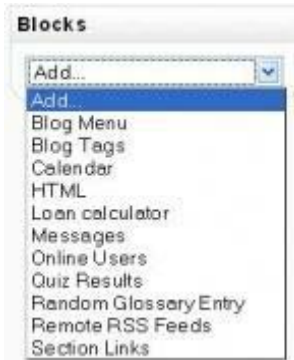 Blocks
Add...
Add...
Blog Menu
Blog Tags
Calendar
HTML
Loan calculator
Messages
Online Users
Quiz Results
Random Glossary Entry
Remote RSS Feeds
Section Links